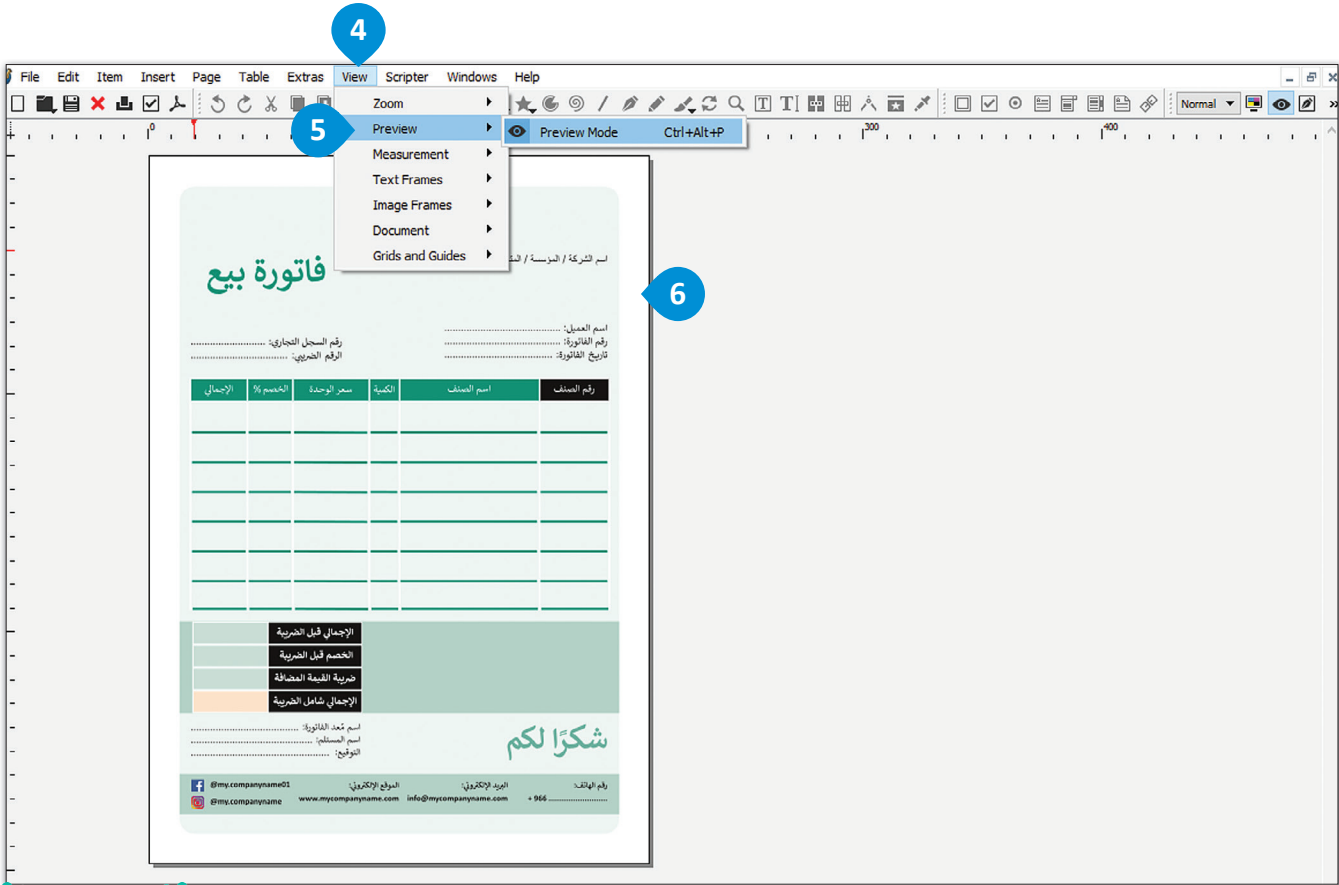 4
File Edit Item Insert Page Table Extras View Scripter Windows Help
Normal
Zoom
5
Preview
Preview Mode Ctrl+Alt+P
Measurement
Text Frames
Image Frames
Document
Grids and Guides
0 300 400
6
اسم الشركة / المؤسسة /
فاتورة بيع
اسم العميل: ............................................
رقم الفاتورة: ............................................
تاريخ الفاتورة: ............................................
رقم السجل التجاري: ............................
الرقم الضريبي: ....................................
رقم الصنف اسم الصنف الكمية سعر الوحدة الخصم % الإجمالي
الإجمالي قبل الضريبة
الخصم قبل الضريبة
ضريبة القيمة المضافة
الإجمالي شامل الضريبة
شكرًا لكم
اسم مُعد الفاتورة: ........................................
اسم المستلم: ............................................
التوقيع: ....................................................
رقم الهاتف: البريد الإلكتروني: الموقع الإلكتروني: @my.companyname01
+ 966 ........................ info@mycompanyname.com www.mycompanyname.com @my.companyname